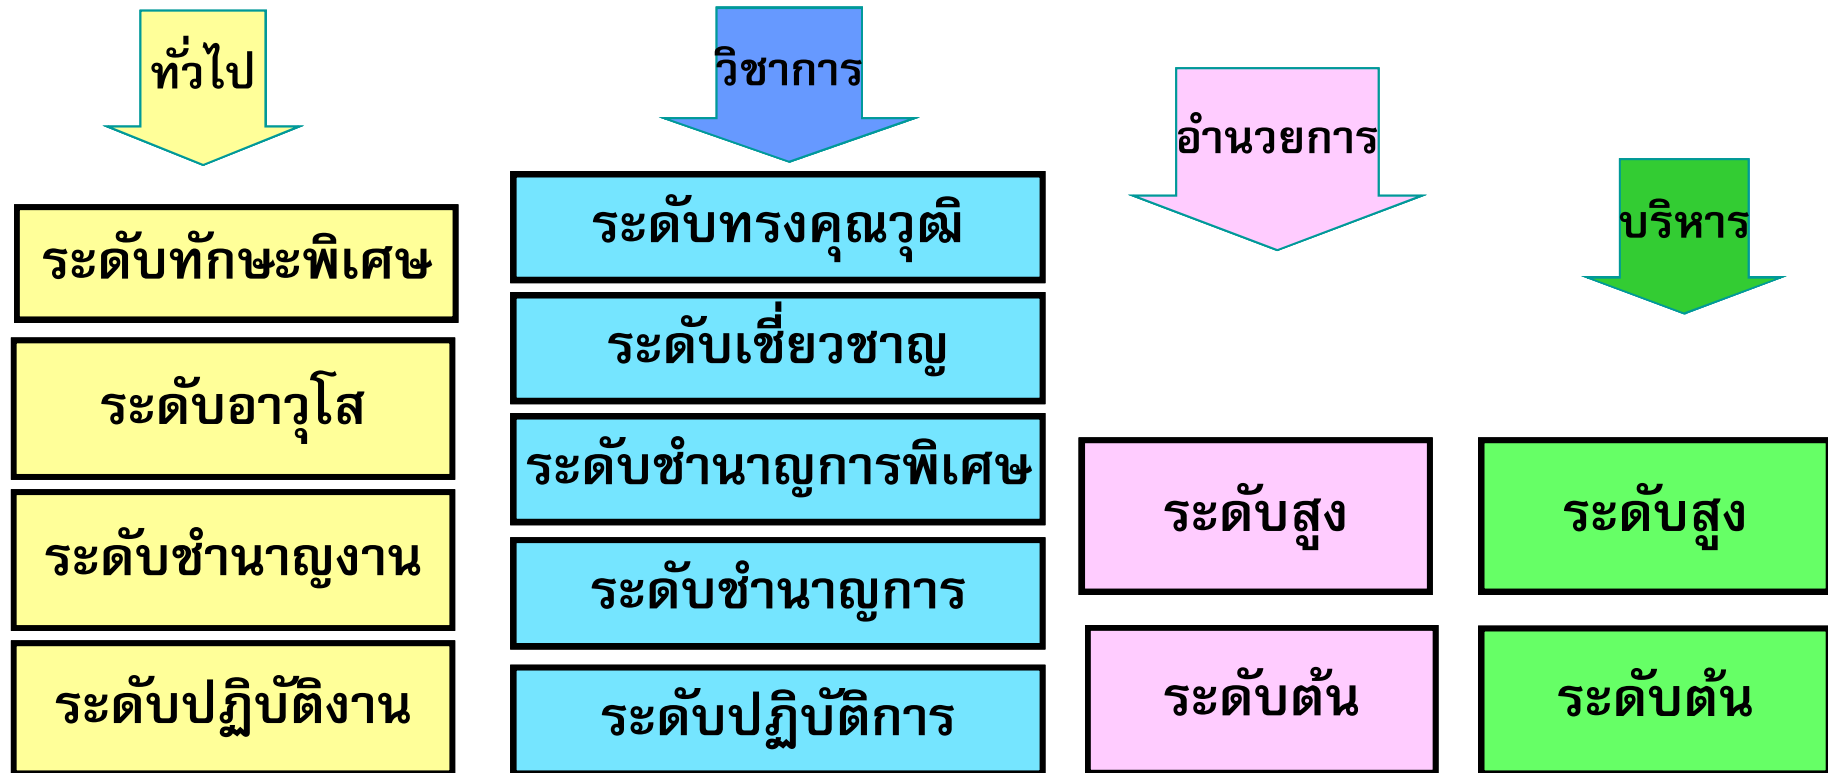 ทั่วไป
ระดับทักษะพิเศษ
ระดับอาวุโส
ระดับชำนาญงาน
ระดับปฏิบัติงาน
วิชาการ
ระดับทรงคุณวุฒิ
ระดับเชี่ยวชาญ
ระดับชำนาญการพิเศษ
ระดับชำนาญการ
ระดับปฏิบัติการ
อำนวยการ
ระดับสูง
ระดับต้น
บริหาร
ระดับสูง
ระดับต้น